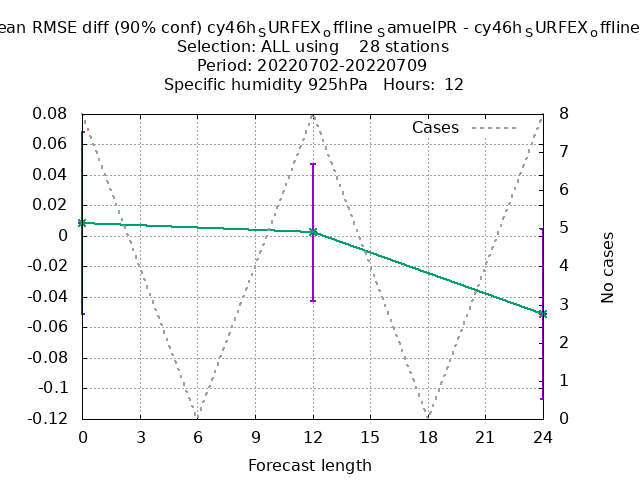 ean RMSE diff (90% conf) cy46h_SURFEX_offline_SamuelPR - cy46h_SURFEX_offline
Selection: ALL using    28 stations
Period: 20220702-20220709
Specific humidity 925hPa   Hours:  12
Cases
0.08
0.06
0.04
0.02
0
-0.02
-0.04
-0.06
-0.08
-0.1
-0.12
8
7
6
5
4
3
2
1
0
No cases
0 3 6 9 12 15 18 21 24
Forecast length